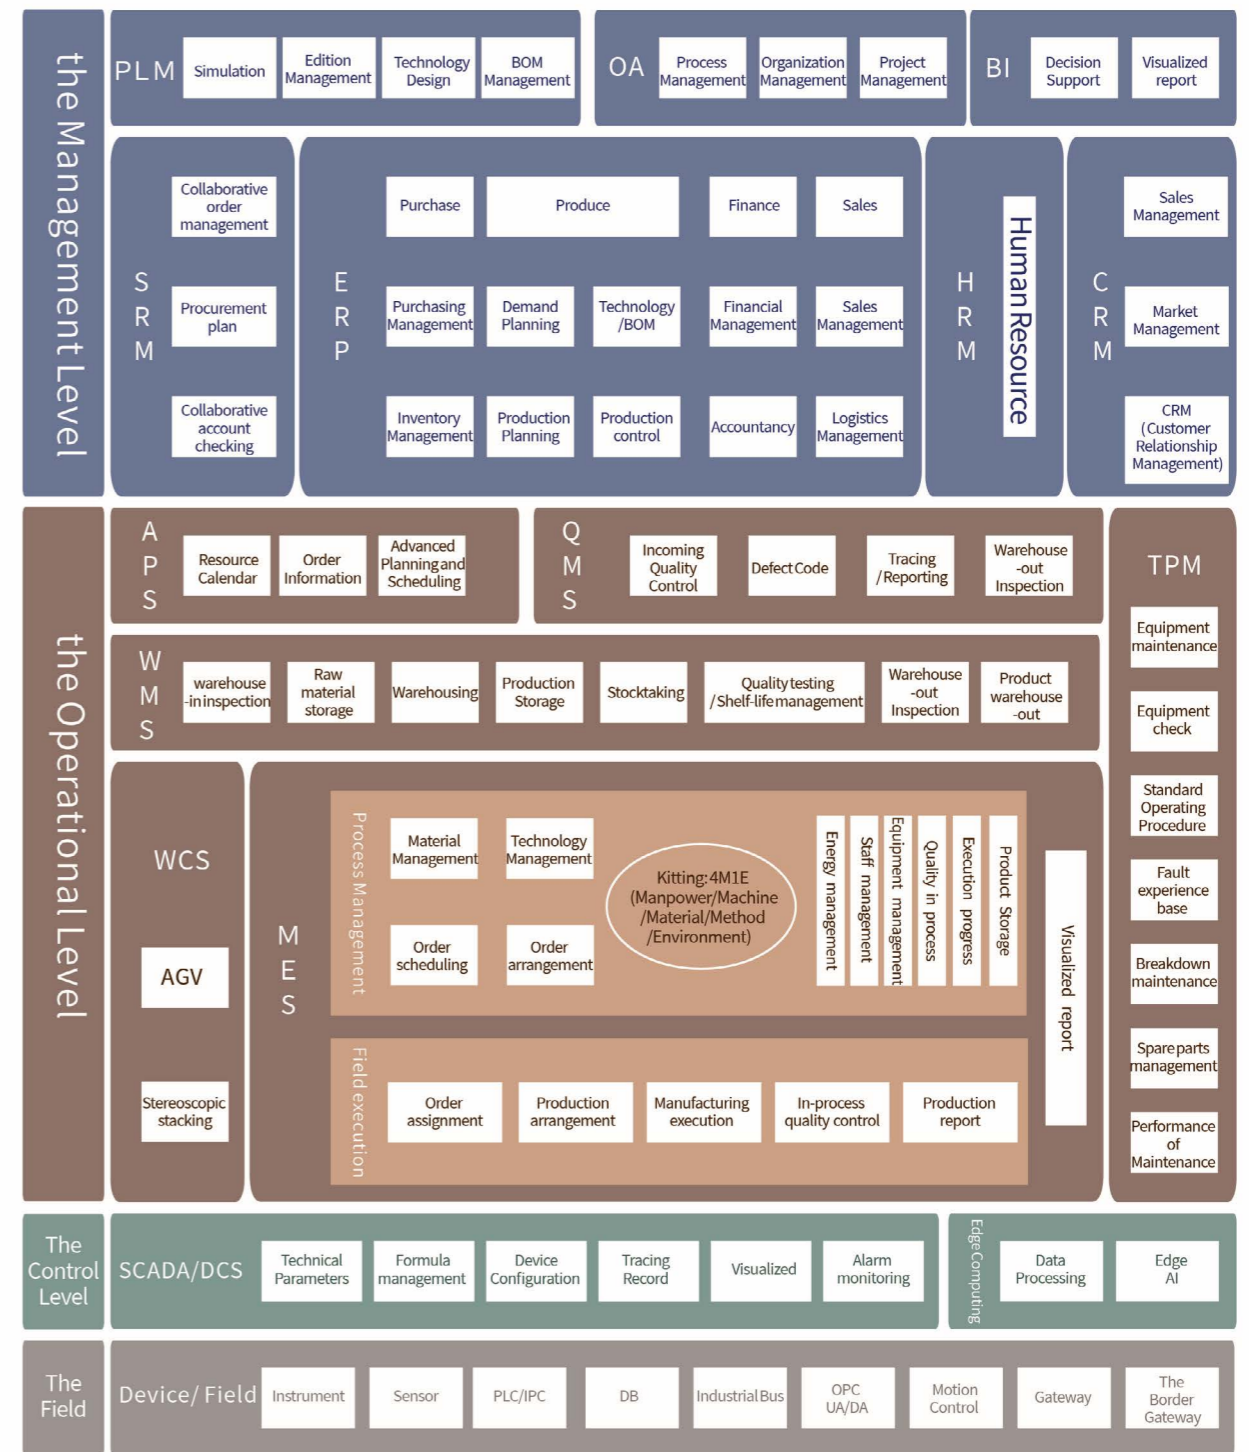 the Management Level
PLM
Simulation
Edition
Management
Technology
Design
BOM
Management
OA
Process
Management
Organization
Management
Project
Management
BI
Decision
Support
Visualized
report
SRM
Collaborative
order
management
Procurement
plan
Collaborative
account
checking
ERP
Purchase
Produce
Finance
Sales
Purchasing
Management
Demand
Planning
Technology
/BOM
Financial
Management
Sales
Management
Inventory
Management
Production
Planning
Production
control
Accountancy
Logistics
Management
HRM
Human Resource
CRM
Sales
Management
Market
Management
CRM
(Customer
Relationship
Management)
the Operational Level
APS
Resource
Calendar
Order
Information
Advanced
Planning and
Scheduling
QMS
Incoming
Quality
Control
Defect Code
Tracing
/Reporting
Warehouse
-out
Inspection
TPM
Equipment
maintenance
Equipment
check
Standard
Operating
Procedure
Fault
experience
base
Breakdown
maintenance
Spare parts
management
Performance
of
Maintenance
WMS
warehouse
-in inspection
Raw
material
storage
Warehousing
Production
Storage
Stocktaking
Quality testing
/Shelf-life management
Warehouse
-out
Inspection
Product
warehouse
-out
WCS
AGV
Stereoscopic
stacking
MES
Process Management
Material
Management
Technology
Management
Order
scheduling
Order
arrangement
Kitting: 4M1E
(Manpower/Machine
/Material/Method
/Environment)
Energy management
Staff management
Equipment management
Quality in process
Execution progress
Product Storage
Visualized report
Field execution
Order
assignment
Production
arrangement
Manufacturing
execution
In-process
quality control
Production
report
The
Control
Level
SCADA/DCS
Technical
Parameters
Formula
management
Device
Configuration
Tracing
Record
Visualized
Alarm
monitoring
Edge Computing
Data
Processing
Edge
AI
The
Field
Device/ Field
Instrument
Sensor
PLC/IPC
DB
Industrial Bus
OPC
UA/DA
Motion
Control
Gateway
The
Border
Gateway